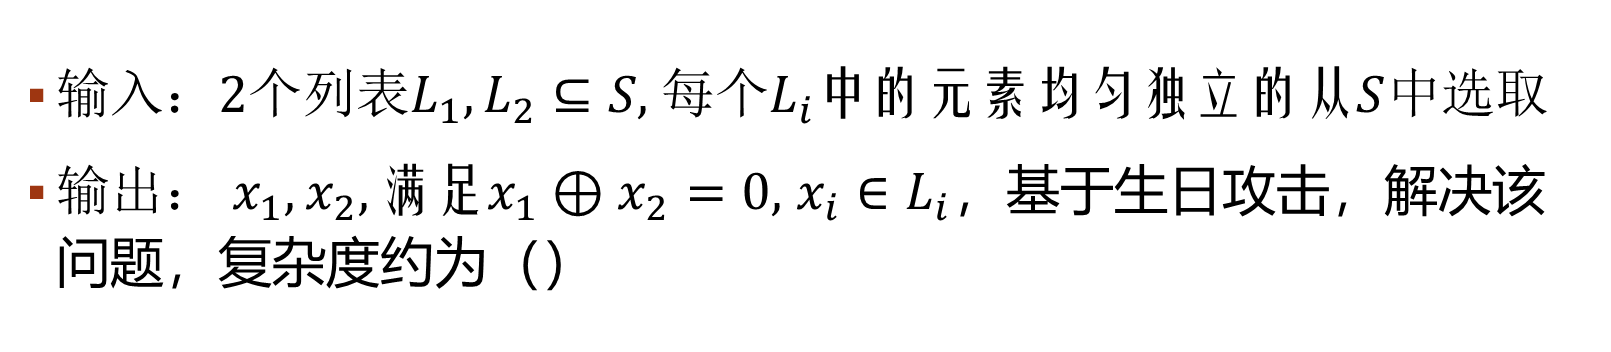 ▪输入：2个列表L₁, L₂ ⊆ S, 每个Lᵢ中的元素均匀独立的从S中选取
▪输出： x₁, x₂, 满足x₁ ⊕ x₂ = 0, xᵢ ∈ Lᵢ，基于生日攻击，解决该
问题，复杂度约为（）